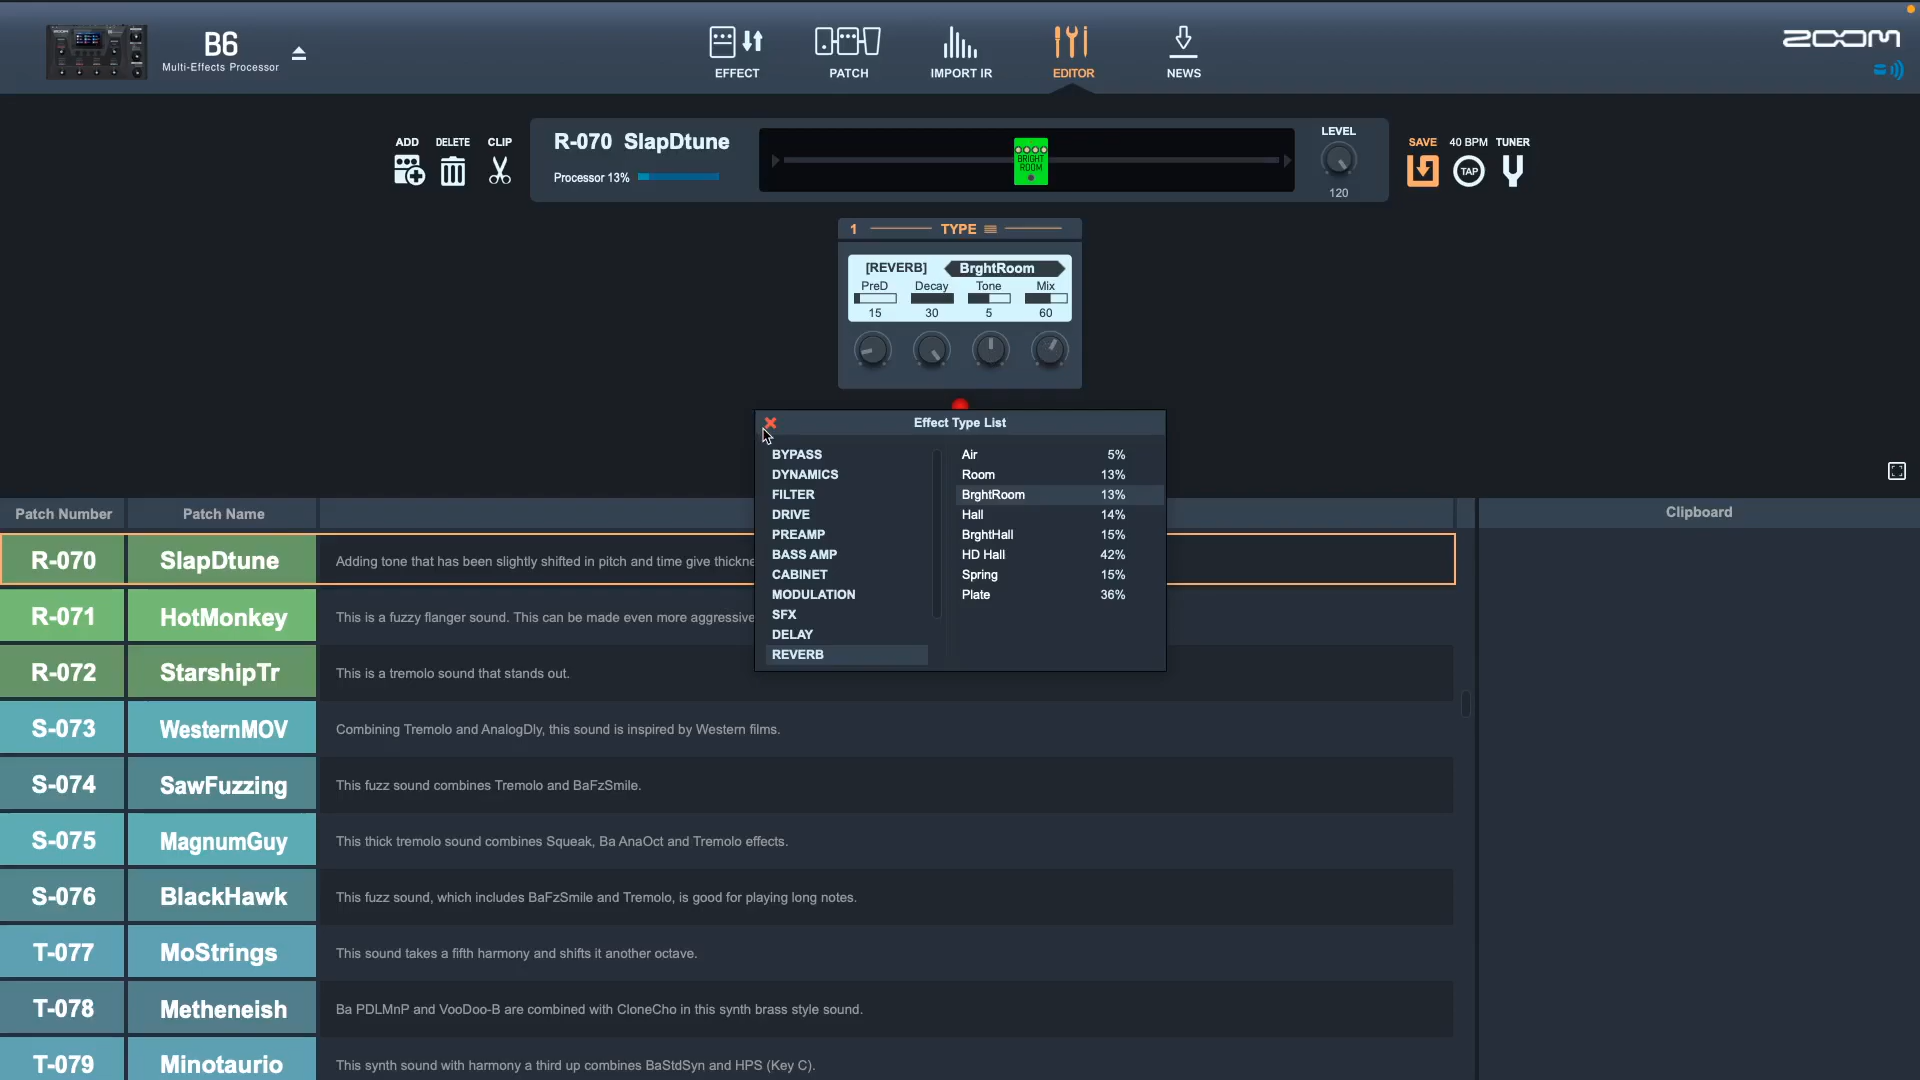 B6
Multi-Effects Processor
EFFECT
PATCH
IMPORT IR
EDITOR
NEWS
ZOOM
ADD
DELETE
CLIP
R-070 SlapDtune
Processor 13%
BRIGHT
ROOM
LEVEL
120
SAVE
40 BPM
TAP
TUNER
1 TYPE
[REVERB] BrghtRoom
PreD Decay Tone Mix
15 30 5 60
Effect Type List
BYPASS
DYNAMICS
FILTER
DRIVE
PREAMP
BASS AMP
CABINET
MODULATION
SFX
DELAY
REVERB
Air 5%
Room 13%
BrghtRoom 13%
Hall 14%
BrghtHall 15%
HD Hall 42%
Spring 15%
Plate 36%
Patch Number Patch Name
Clipboard
R-070 SlapDtune Adding tone that has been slightly shifted in pitch and time give thickne
R-071 HotMonkey This is a fuzzy flanger sound. This can be made even more aggressive
R-072 StarshipTr This is a tremolo sound that stands out.
S-073 WesternMOV Combining Tremolo and AnalogDly, this sound is inspired by Western films.
S-074 SawFuzzing This fuzz sound combines Tremolo and BaFzSmile.
S-075 MagnumGuy This thick tremolo sound combines Squeak, Ba AnaOct and Tremolo effects.
S-076 BlackHawk This fuzz sound, which includes BaFzSmile and Tremolo, is good for playing long notes.
T-077 MoStrings This sound takes a fifth harmony and shifts it another octave.
T-078 Metheneish Ba PDLMnP and VooDoo-B are combined with CloneCho in this synth brass style sound.
T-079 Minotaurio This synth sound with harmony a third up combines BaStdSyn and HPS (Key C).